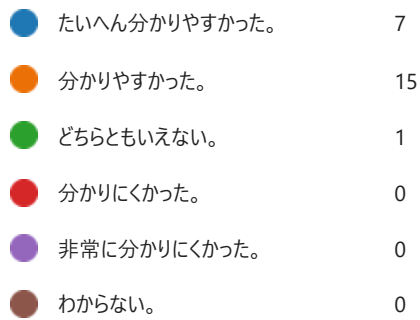 たいへん分かりやすかった。 7
分かりやすかった。 15
どちらともいえない。 1
分かりにくかった。 0
非常に分かりにくかった。 0
わからない。 0